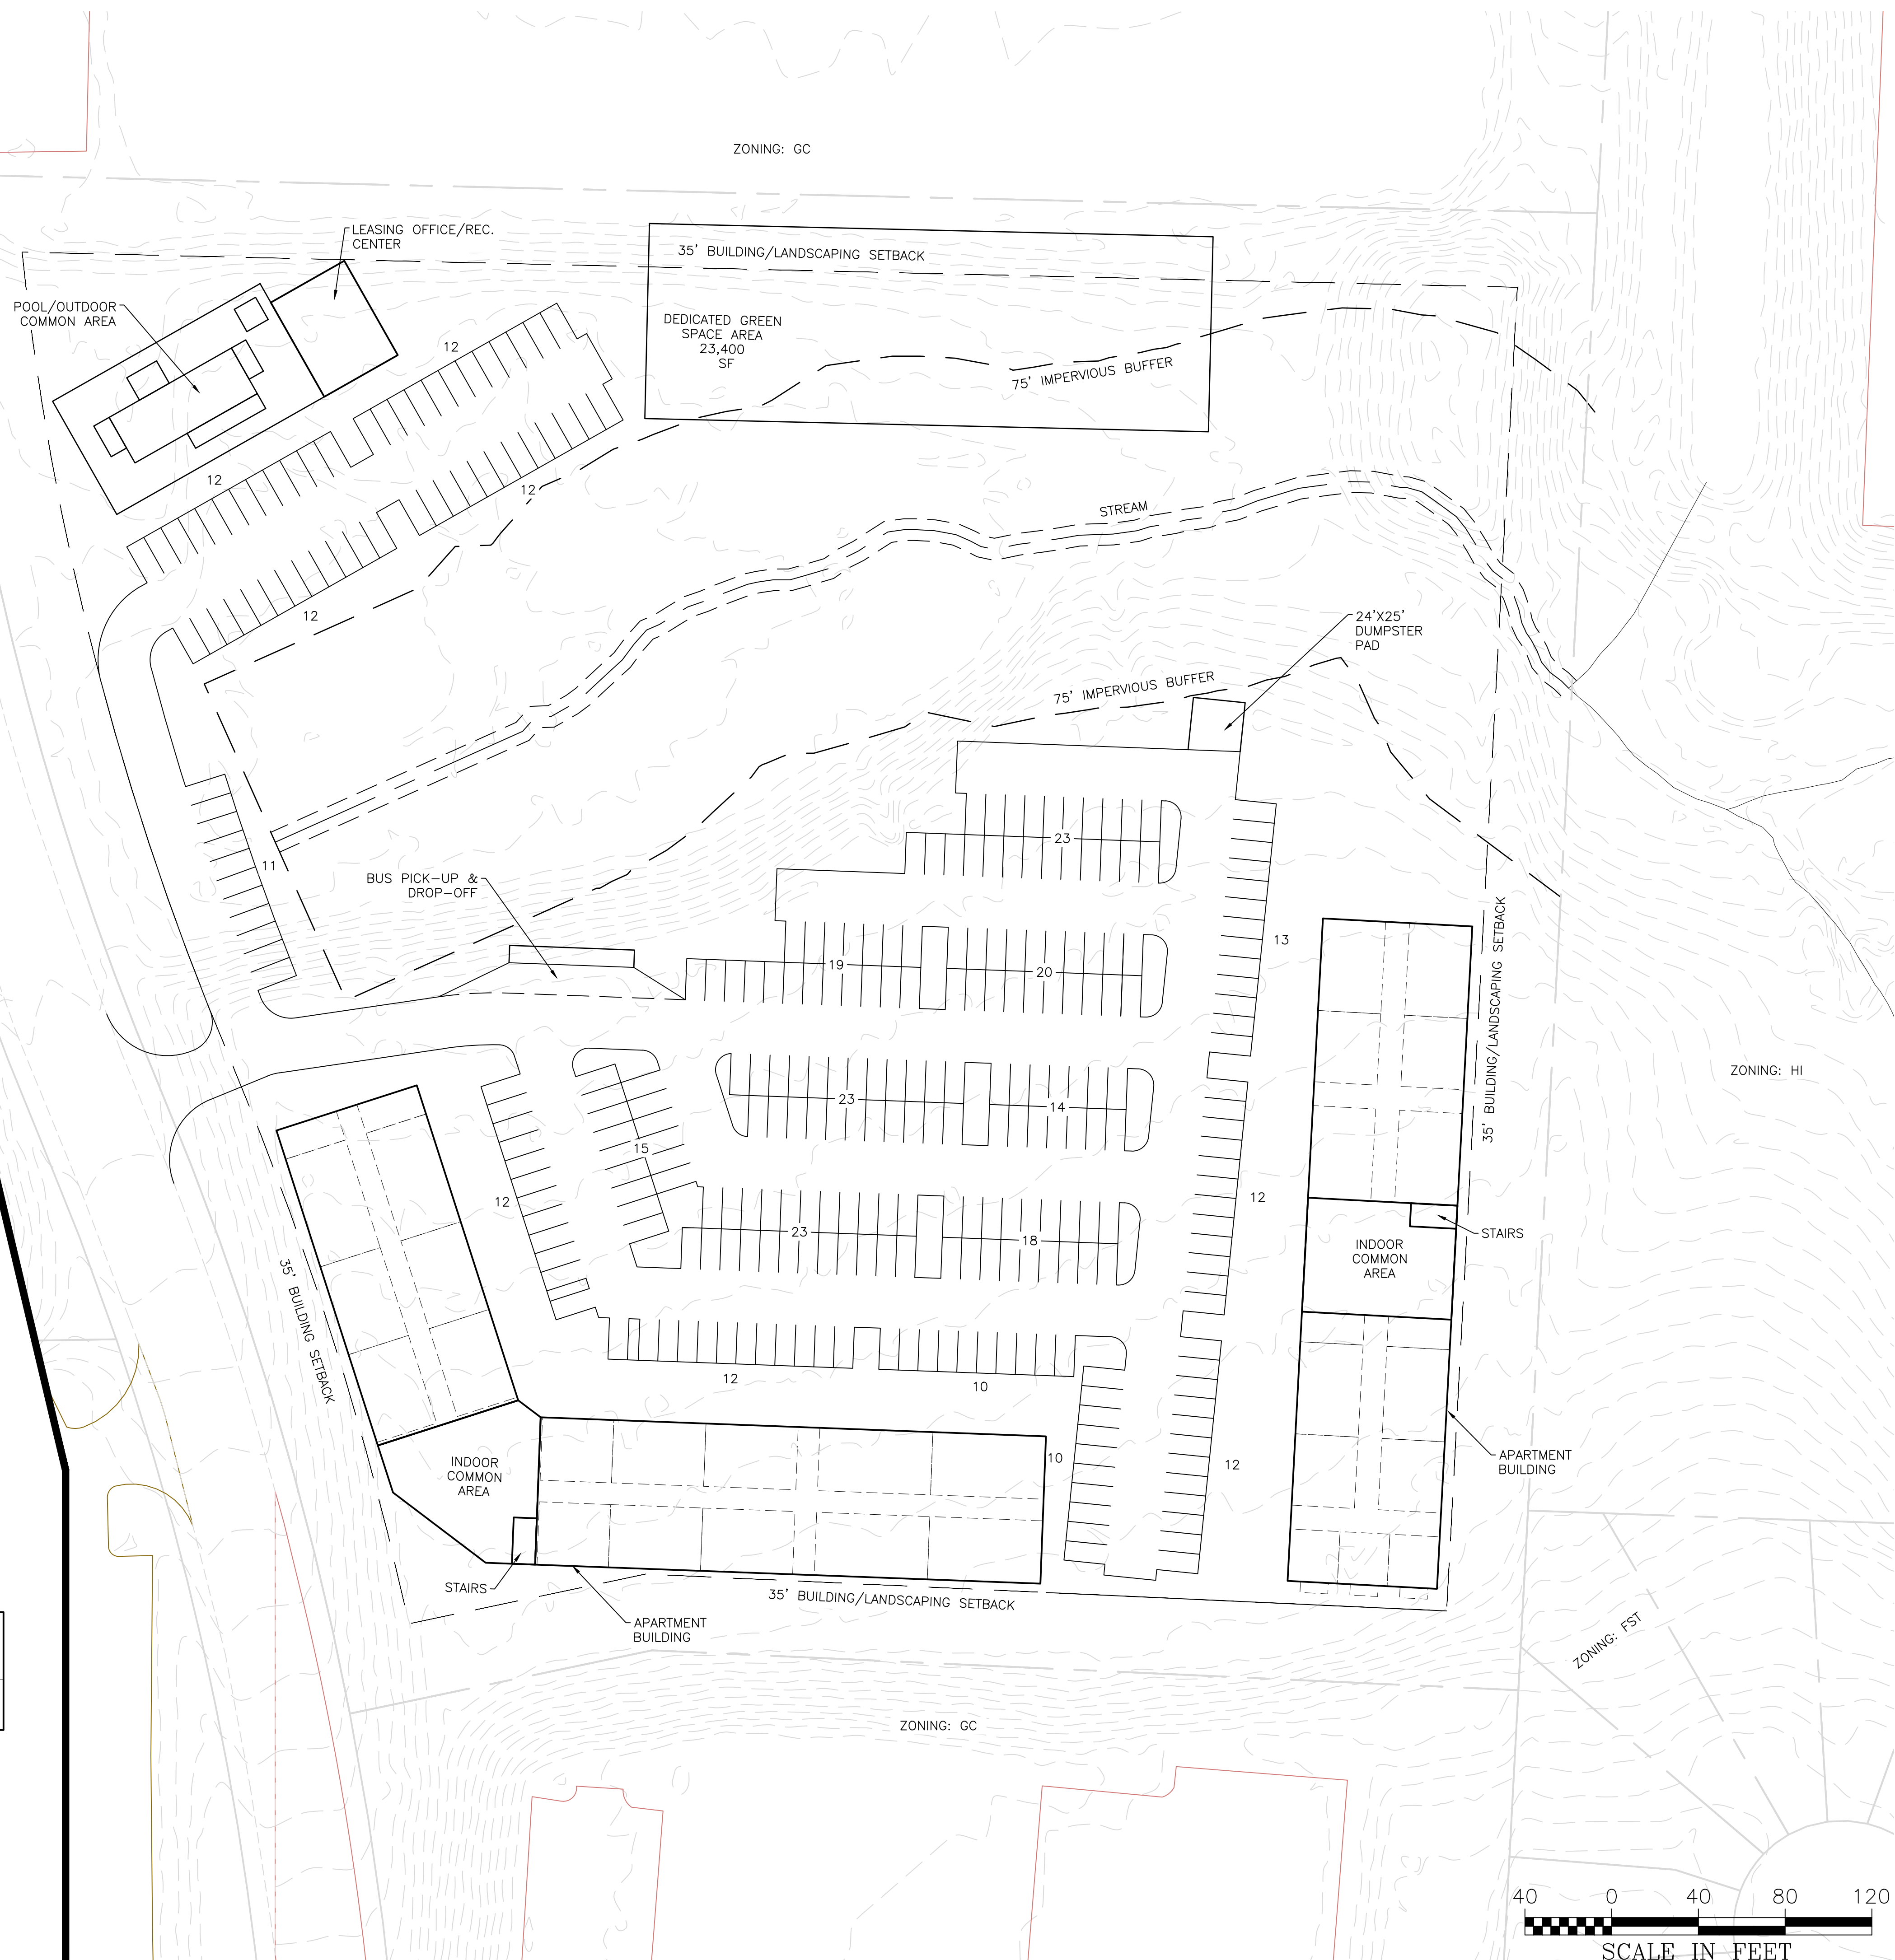 ZONING: GC
LEASING OFFICE/REC.
CENTER
35' BUILDING/LANDSCAPING SETBACK
POOL/OUTDOOR
COMMON AREA
DEDICATED GREEN
SPACE AREA
23,400
SF
12
75' IMPERVIOUS BUFFER
12
12
STREAM
12
24'X25'
DUMPSTER
PAD
75' IMPERVIOUS BUFFER
23
11
BUS PICK-UP &
DROP-OFF
13
19
20
35' BUILDING/LANDSCAPING SETBACK
ZONING: HI
23
14
15
12
12
23
18
STAIRS
INDOOR
COMMON
AREA
35' BUILDING SETBACK
12
10
10
12
INDOOR
COMMON
AREA
APARTMENT
BUILDING
STAIRS
35' BUILDING/LANDSCAPING SETBACK
APARTMENT
BUILDING
ZONING: FST
ZONING: GC
40 0 40 80 120
SCALE IN FEET